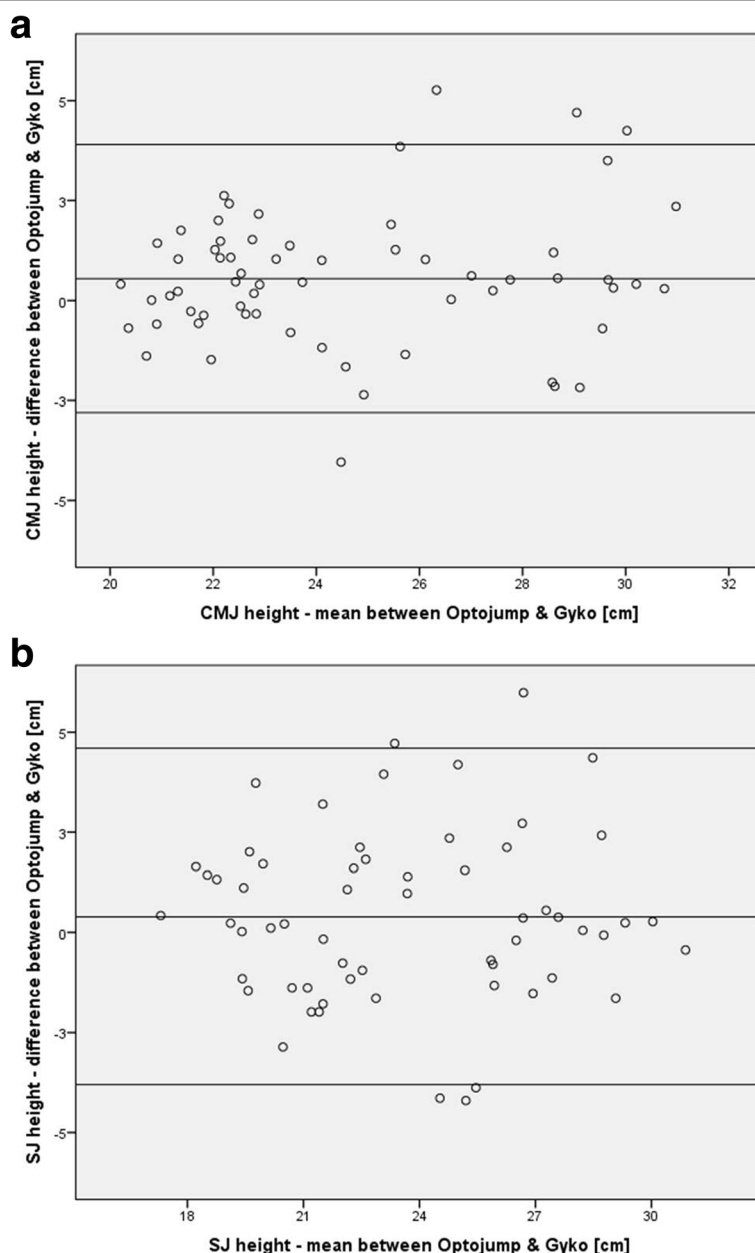 a
CMJ height - difference between Optojump & Gyko [cm]
5
3
0
-3
-5
20 22 24 26 28 30 32
CMJ height - mean between Optojump & Gyko [cm]
b
SJ height - difference between Optojump & Gyko [cm]
5
3
0
-3
-5
18 21 24 27 30
SJ height - mean between Optojump & Gyko [cm]